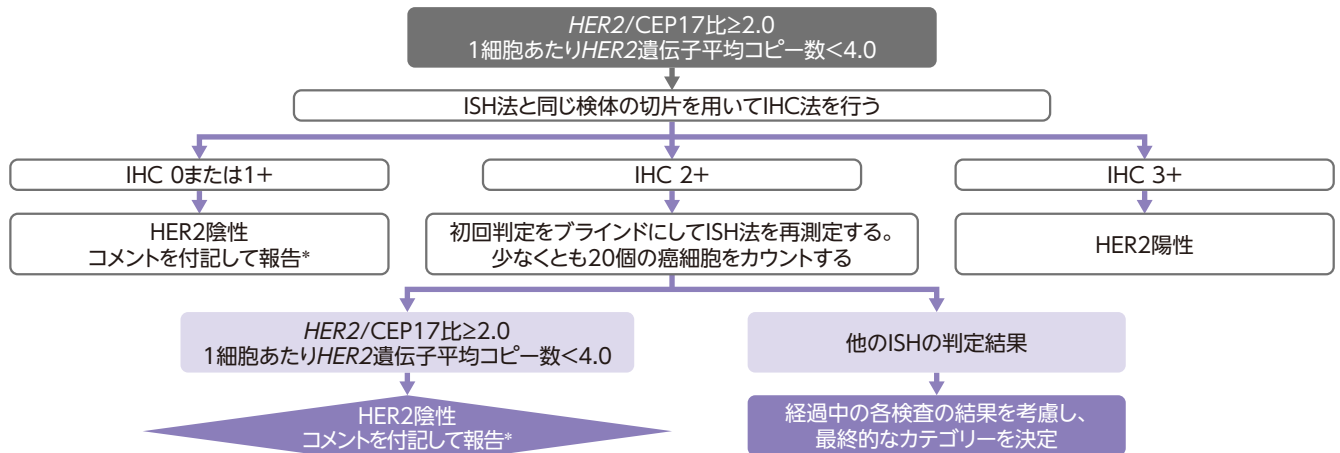 HER2/CEP17比≥2.0
1細胞あたりHER2遺伝子平均コピー数<4.0
ISH法と同じ検体の切片を用いてIHC法を行う
IHC 0または1+
IHC 2+
IHC 3+
HER2陰性
コメントを付記して報告*
初回判定をブラインドにしてISH法を再測定する。
少なくとも20個の癌細胞をカウントする
HER2陽性
HER2/CEP17比≥2.0
1細胞あたりHER2遺伝子平均コピー数<4.0
他のISHの判定結果
HER2陰性
コメントを付記して報告*
経過中の各検査の結果を考慮し、
最終的なカテゴリーを決定